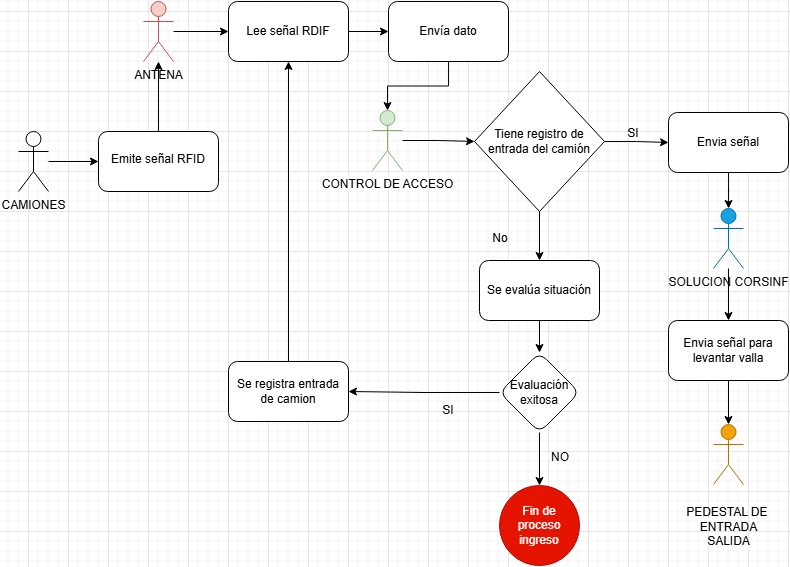 Lee señal RDIF
Envía dato
ANTENA
Emite señal RFID
CAMIONES
CONTROL DE ACCESO
Tiene registro de
entrada del camión
SI
Envia señal
No
SOLUCION CORSINF
Se evalúa situación
Envia señal para
levantar valla
Evaluación
exitosa
Se registra entrada
de camion
SI
NO
Fin de
proceso
ingreso
PEDESTAL DE
ENTRADA
SALIDA